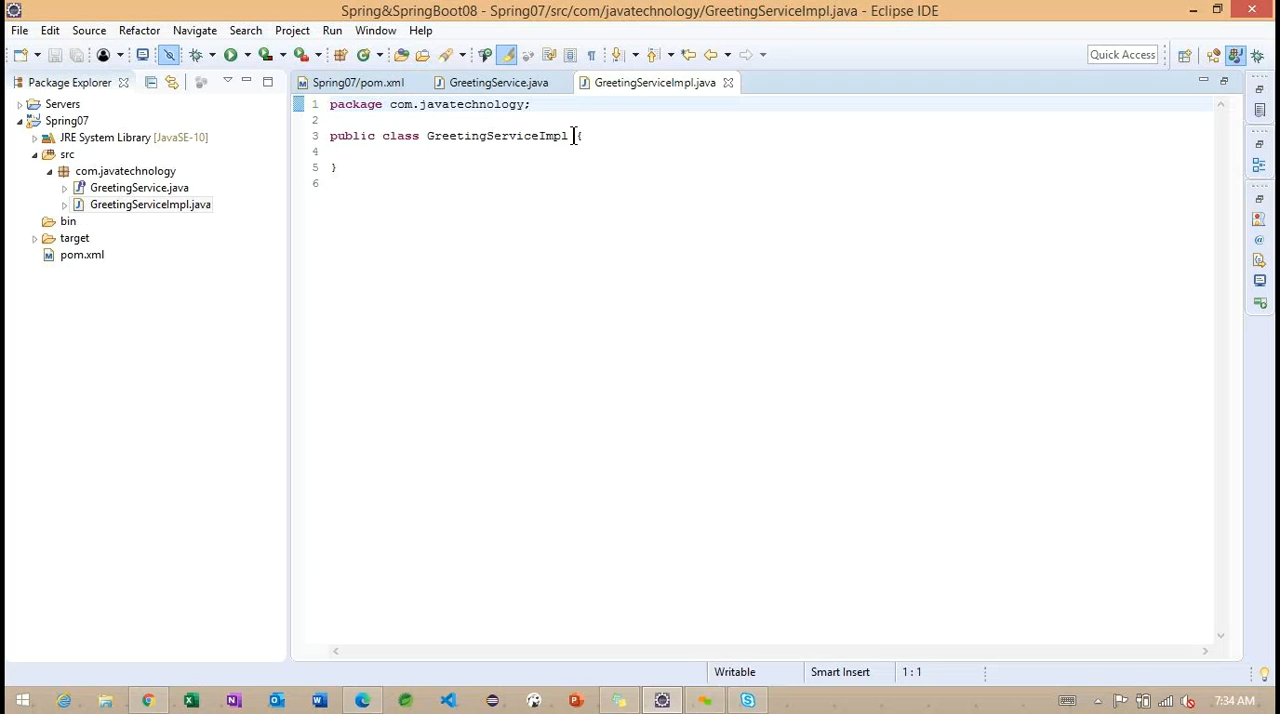 Spring&SpringBoot08 - Spring07/src/com/javatechnology/GreetingServiceImpl.java - Eclipse IDE
File Edit Source Refactor Navigate Search Project Run Window Help
Quick Access
Package Explorer
Spring07/pom.xml GreetingService.java GreetingServiceImpl.java
Servers
Spring07
JRE System Library [JavaSE-10]
src
com.javatechnology
GreetingService.java
GreetingServiceImpl.java
bin
target
pom.xml
1 package com.javatechnology;
2
3 public class GreetingServiceImpl {
4
5 }
6
Writable Smart Insert 1 : 1
7:34 AM